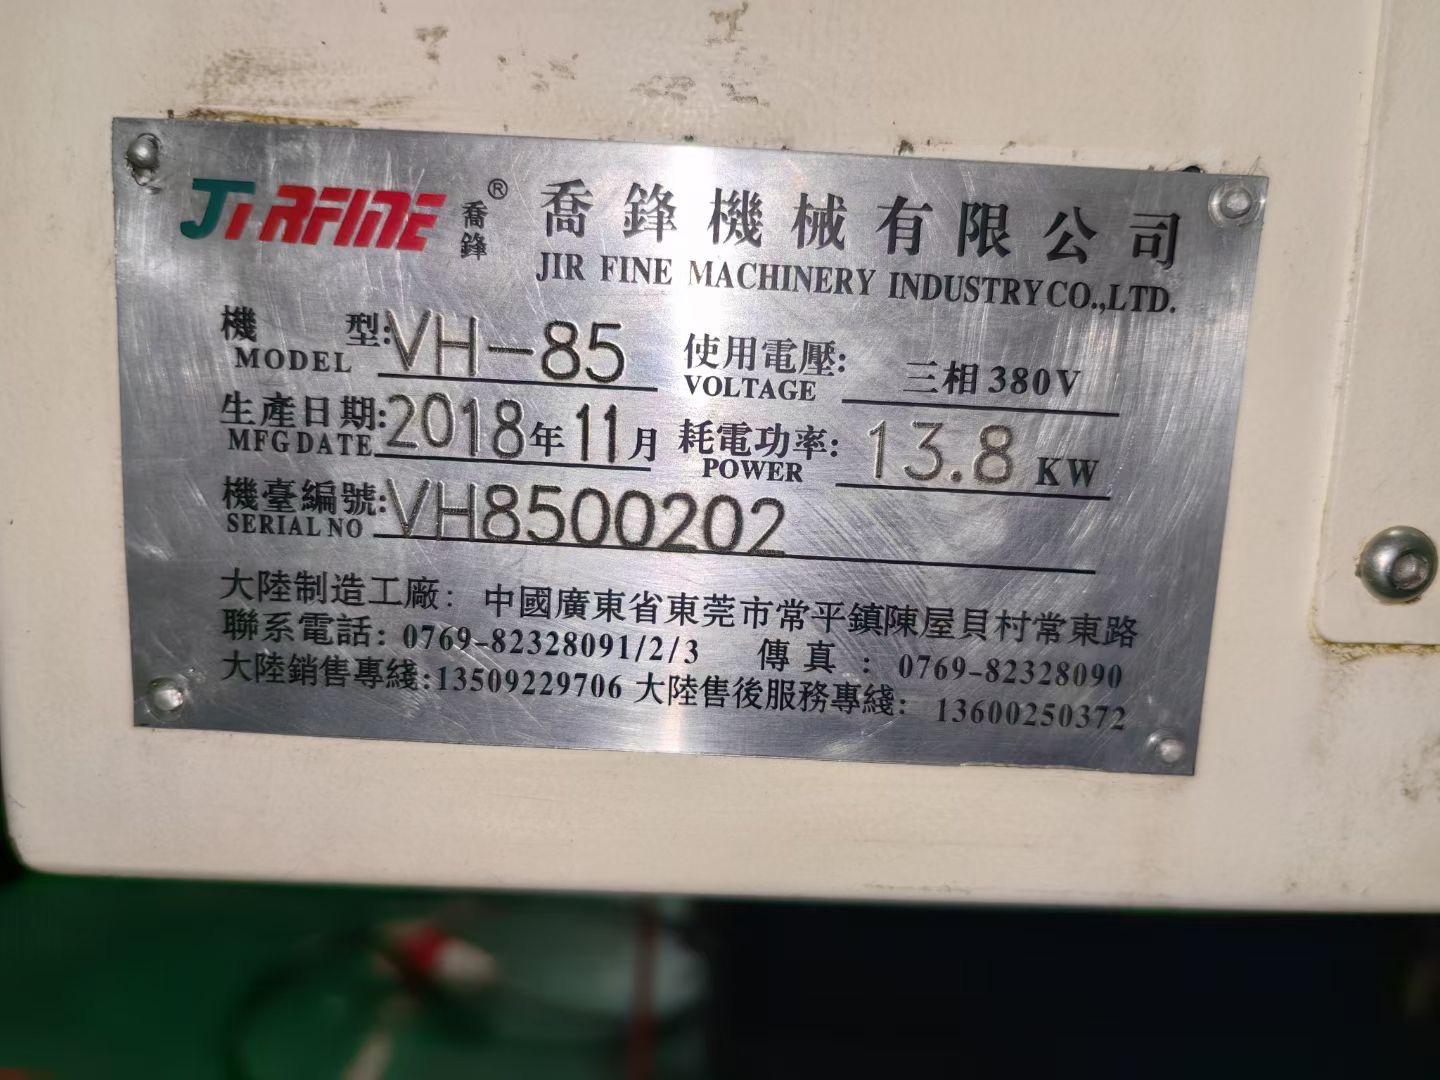 JIRFINE ® 喬鋒 喬鋒機械有限公司
JIR FINE MACHINERY INDUSTRY CO.,LTD.
機型: VH-85 使用電壓: 三相380V
MODEL VOLTAGE
生產日期: 2018年11月 耗電功率: 13.8 KW
MFG DATE POWER
機臺編號: VH8500202
SERIAL NO
大陸制造工廠: 中國廣東省東莞市常平鎮陳屋貝村常東路
聯系電話: 0769-82328091/2/3 傳真: 0769-82328090
大陸銷售專綫:13509229706 大陸售後服務專綫: 13600250372